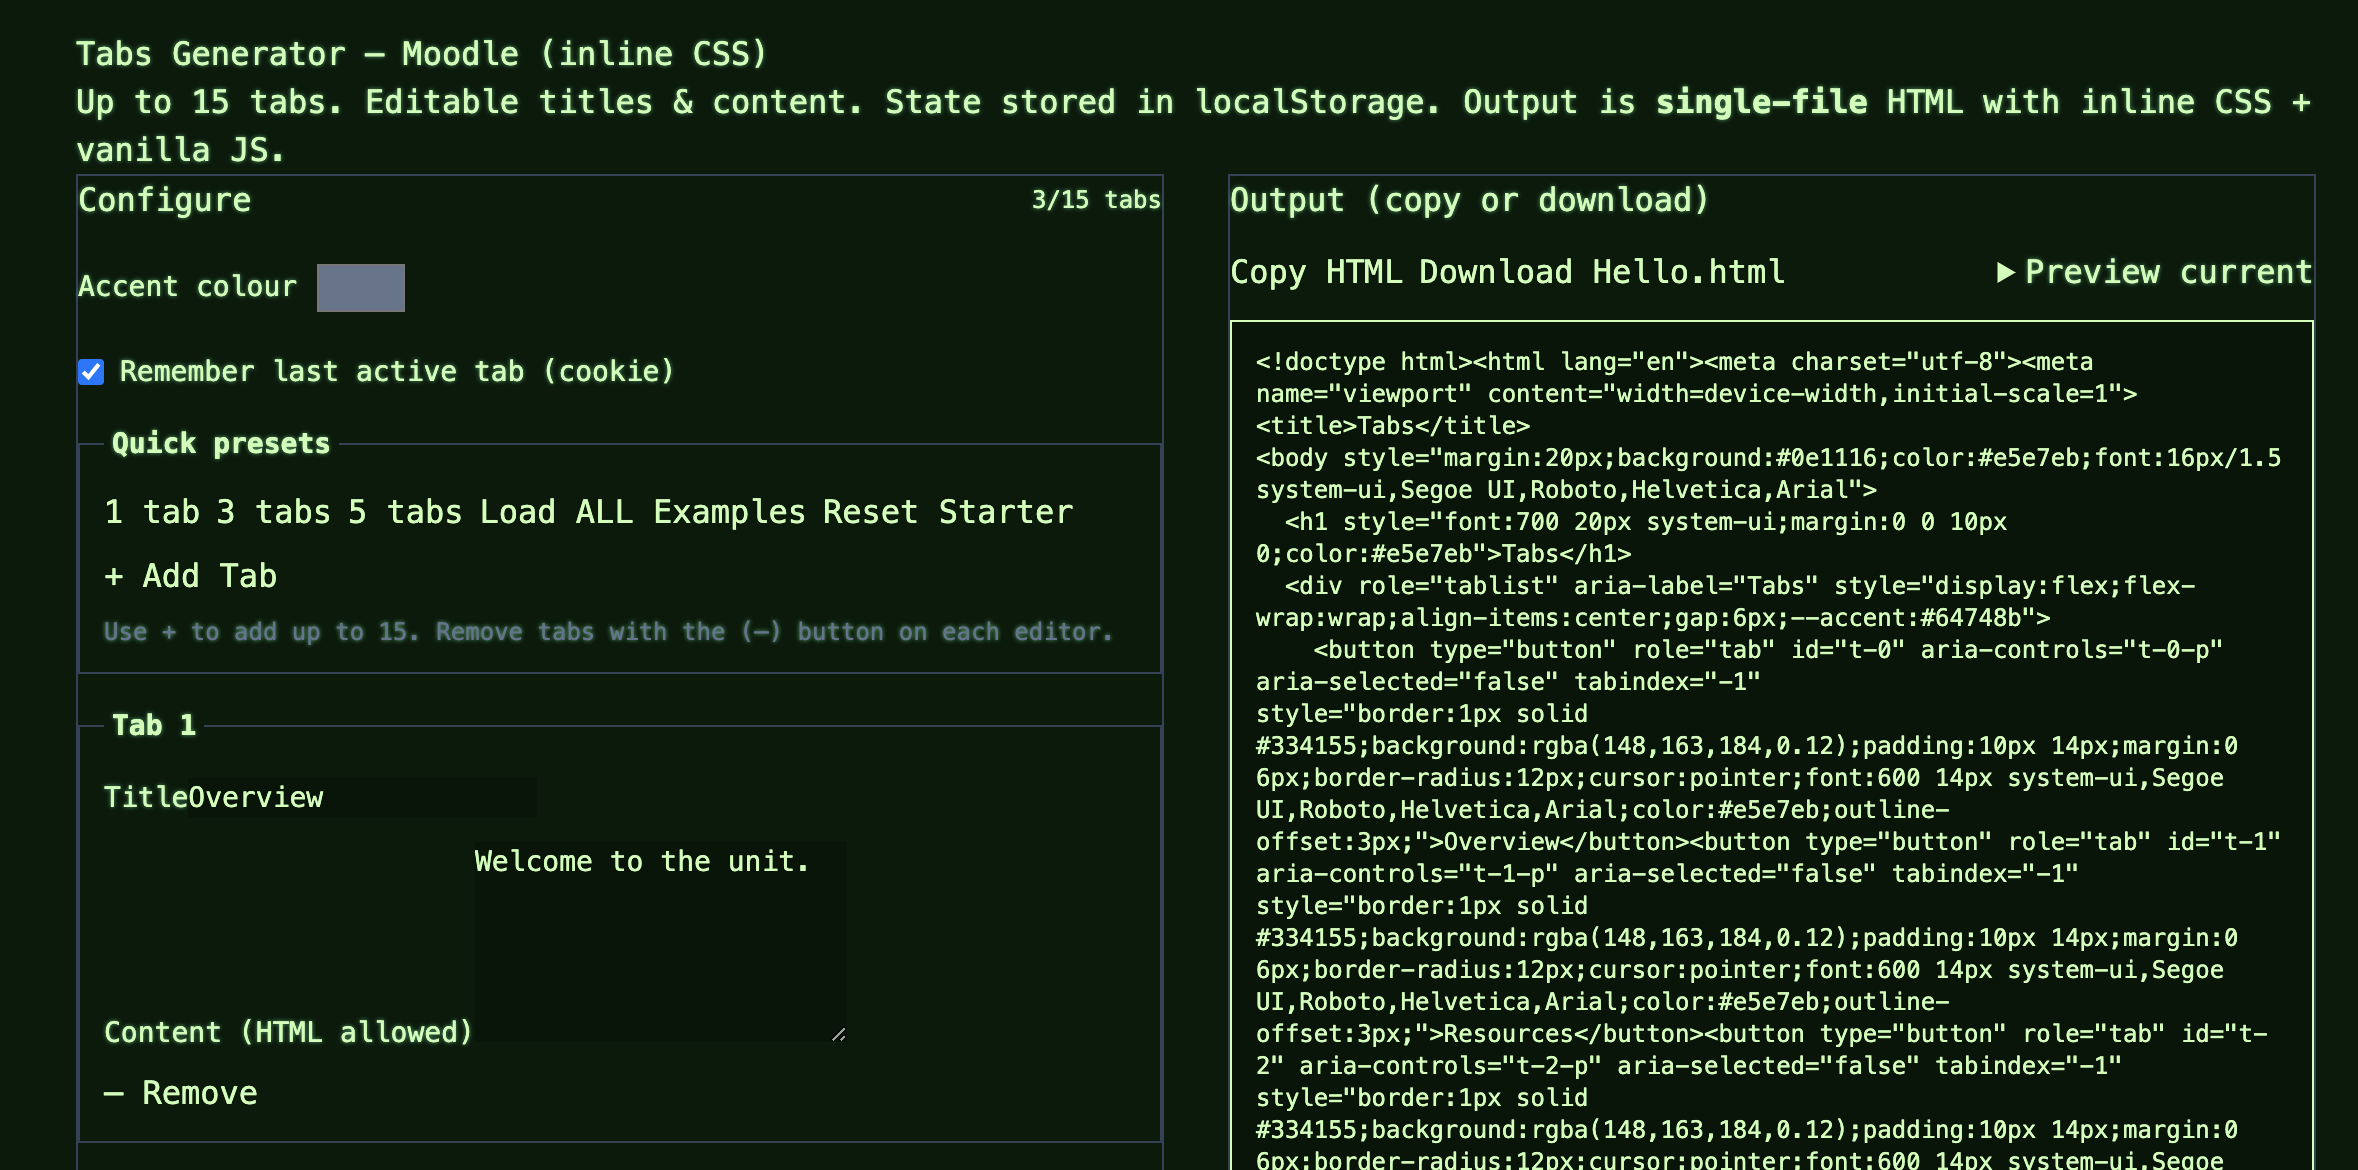 Tabs Generator — Moodle (inline CSS)
Up to 15 tabs. Editable titles & content. State stored in localStorage. Output is single-file HTML with inline CSS +
vanilla JS.
Configure
3/15 tabs
Accent colour
Remember last active tab (cookie)
Quick presets
1 tab 3 tabs 5 tabs Load ALL Examples Reset Starter
+ Add Tab
Use + to add up to 15. Remove tabs with the (–) button on each editor.
Tab 1
Title Overview
Welcome to the unit.
Content (HTML allowed)
– Remove
Output (copy or download)
Copy HTML Download Hello.html
Preview current
<!doctype html><html lang="en"><meta charset="utf-8"><meta
name="viewport" content="width=device-width,initial-scale=1">
<title>Tabs</title>
<body style="margin:20px;background:#0e1116;color:#e5e7eb;font:16px/1.5
system-ui,Segoe UI,Roboto,Helvetica,Arial">
<h1 style="font:700 20px system-ui;margin:0 0 10px
0;color:#e5e7eb">Tabs</h1>
<div role="tablist" aria-label="Tabs" style="display:flex;flex-
wrap:wrap;align-items:center;gap:6px;--accent:#64748b">
<button type="button" role="tab" id="t-0" aria-controls="t-0-p"
aria-selected="false" tabindex="-1"
style="border:1px solid
#334155;background:rgba(148,163,184,0.12);padding:10px 14px;margin:0
6px;border-radius:12px;cursor:pointer;font:600 14px system-ui,Segoe
UI,Roboto,Helvetica,Arial;color:#e5e7eb;outline-
offset:3px;">Overview</button><button type="button" role="tab" id="t-1"
aria-controls="t-1-p" aria-selected="false" tabindex="-1"
style="border:1px solid
#334155;background:rgba(148,163,184,0.12);padding:10px 14px;margin:0
6px;border-radius:12px;cursor:pointer;font:600 14px system-ui,Segoe
UI,Roboto,Helvetica,Arial;color:#e5e7eb;outline-
offset:3px;">Resources</button><button type="button" role="tab" id="t-
2" aria-controls="t-2-p" aria-selected="false" tabindex="-1"
style="border:1px solid
#334155;background:rgba(148,163,184,0.12);padding:10px 14px;margin:0
6px;border-radius:12px;cursor:pointer;font:600 14px system-ui,Segoe